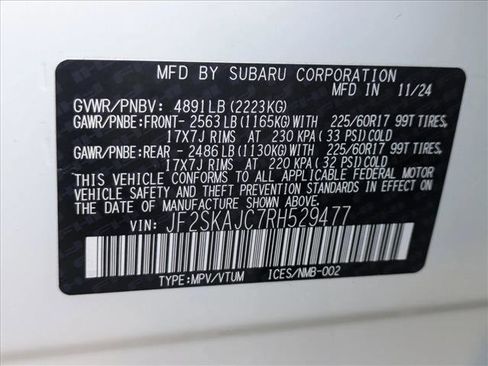 MFD BY SUBARU CORPORATION
MFD IN 11/24
GVWR/PNBV: 4891LB(2223KG)
GAWR/PNBE:FRONT- 2563LB(1165KG)WITH 225/60R17 99T TIRES,
17X7J RIMS AT 230 KPA(33 PSI)COLD
GAWR/PNBE:REAR - 2486LB(1130KG)WITH 225/60R17 99T TIRES,
17X7J RIMS AT 220 KPA(32 PSI)COLD
THIS VEHICLE CONFORMS TO ALL APPLICABLE FEDERAL MOTOR
VEHICLE SAFETY AND THEFT PREVENTION STANDARDS IN EFFECT
ON THE DATE OF MANUFACTURE SHOWN ABOVE.
VIN: JF2SKAJC7RH529477
TYPE:MPV/VTUM ICES/NMB-002